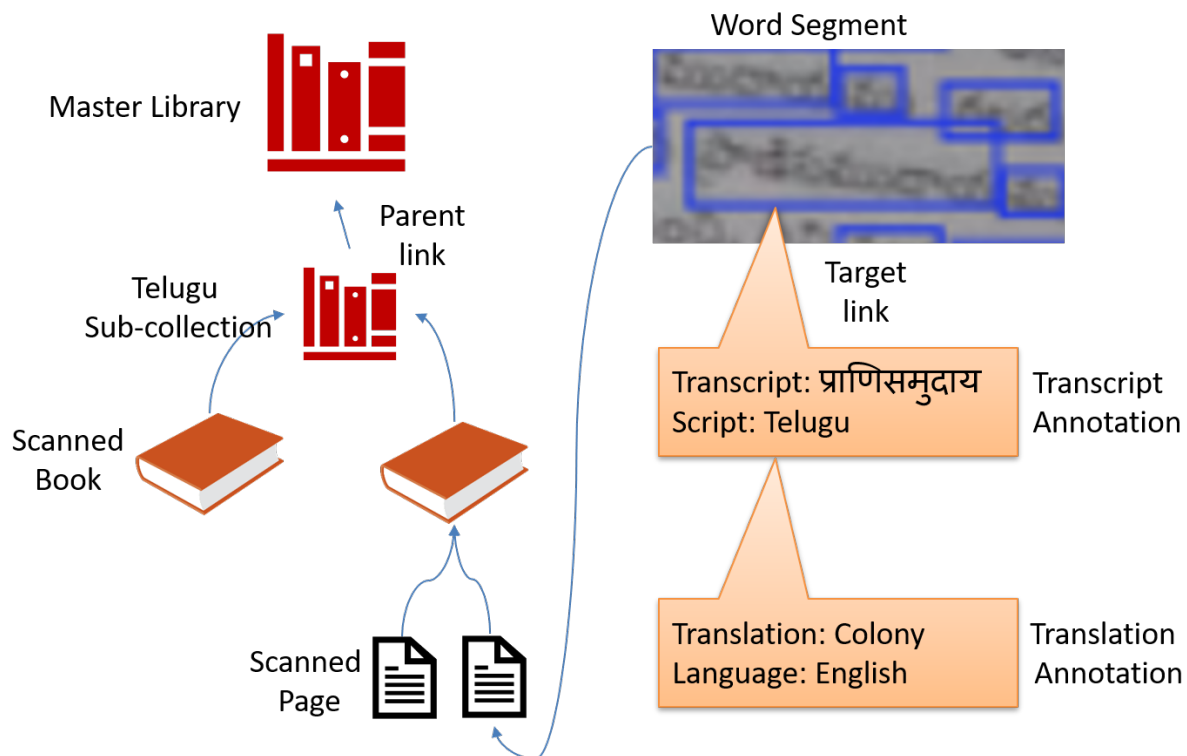 Word Segment
Master Library
Parent
link
Telugu
Sub-collection
Target
link
Transcript: प्राणिसमुदाय
Script: Telugu
Transcript
Annotation
Scanned
Book
Translation: Colony
Language: English
Translation
Annotation
Scanned
Page